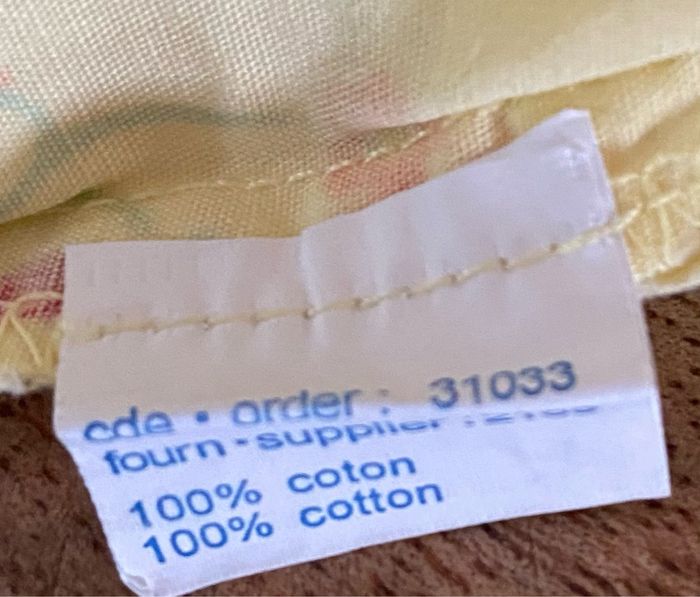 cde • order : 31033
fourn - supplier :
100% coton
100% cotton